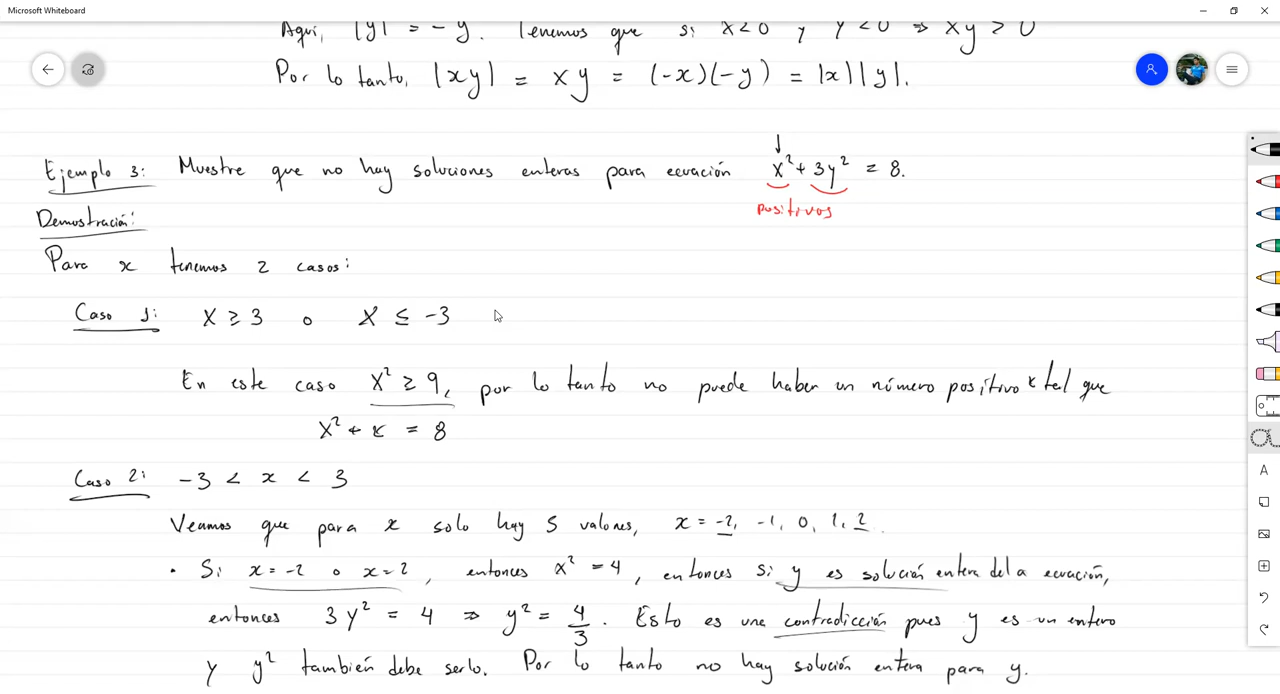 Microsoft Whiteboard
Aquí, |y| = -y. Tenemos que si x<0 y y<0 ⇒ xy > 0
Por lo tanto, |xy| = xy = (-x)(-y) = |x||y|.
Ejemplo 3: Muestre que no hay soluciones enteras para ecuación x² + 3y² = 8.
positivos
Demostración:
Para x tenemos 2 casos:
Caso 1: x ≥ 3 o x ≤ -3
En este caso x² ≥ 9, por lo tanto no puede haber un número positivo k tal que
x² + k = 8
Caso 2: -3 < x < 3
Veamos que para x solo hay 5 valores, x = -2, -1, 0, 1, 2
• Si x = -2 o x = 2, entonces x² = 4, entonces si y es solución entera de la ecuación,
entonces 3y² = 4 ⇒ y² = 4/3. Esto es una contradicción pues y es un entero
y y² también debe serlo. Por lo tanto no hay solución entera para y.
A